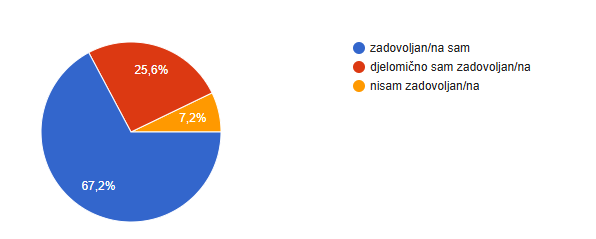 zadovoljan/na sam
djelomično sam zadovoljan/na
nisam zadovoljan/na
25,6%
7,2%
67,2%